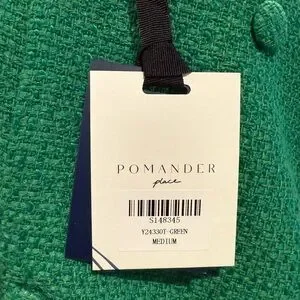 POMANDER
place
S148345
Y24330T-GREEN
MEDIUM